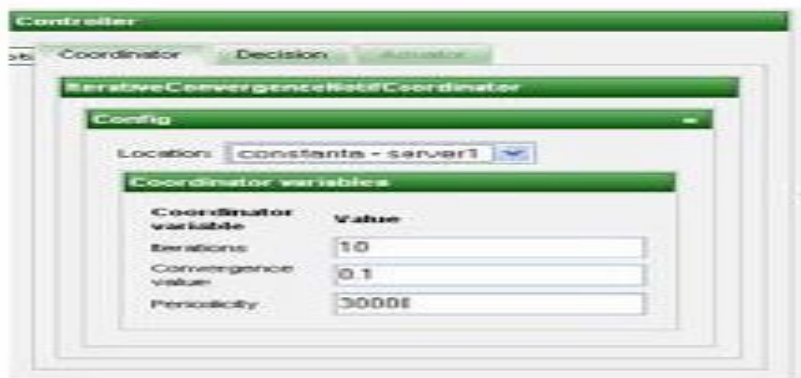 Controller
Coordinator Decision Actuator
IterativeConvergenceNotifCoordinator
Config
Location: constanta - server1
Coordinator variables
Coordinator variable Value
Iterations 10
Convergence value 0.1
Periodicity